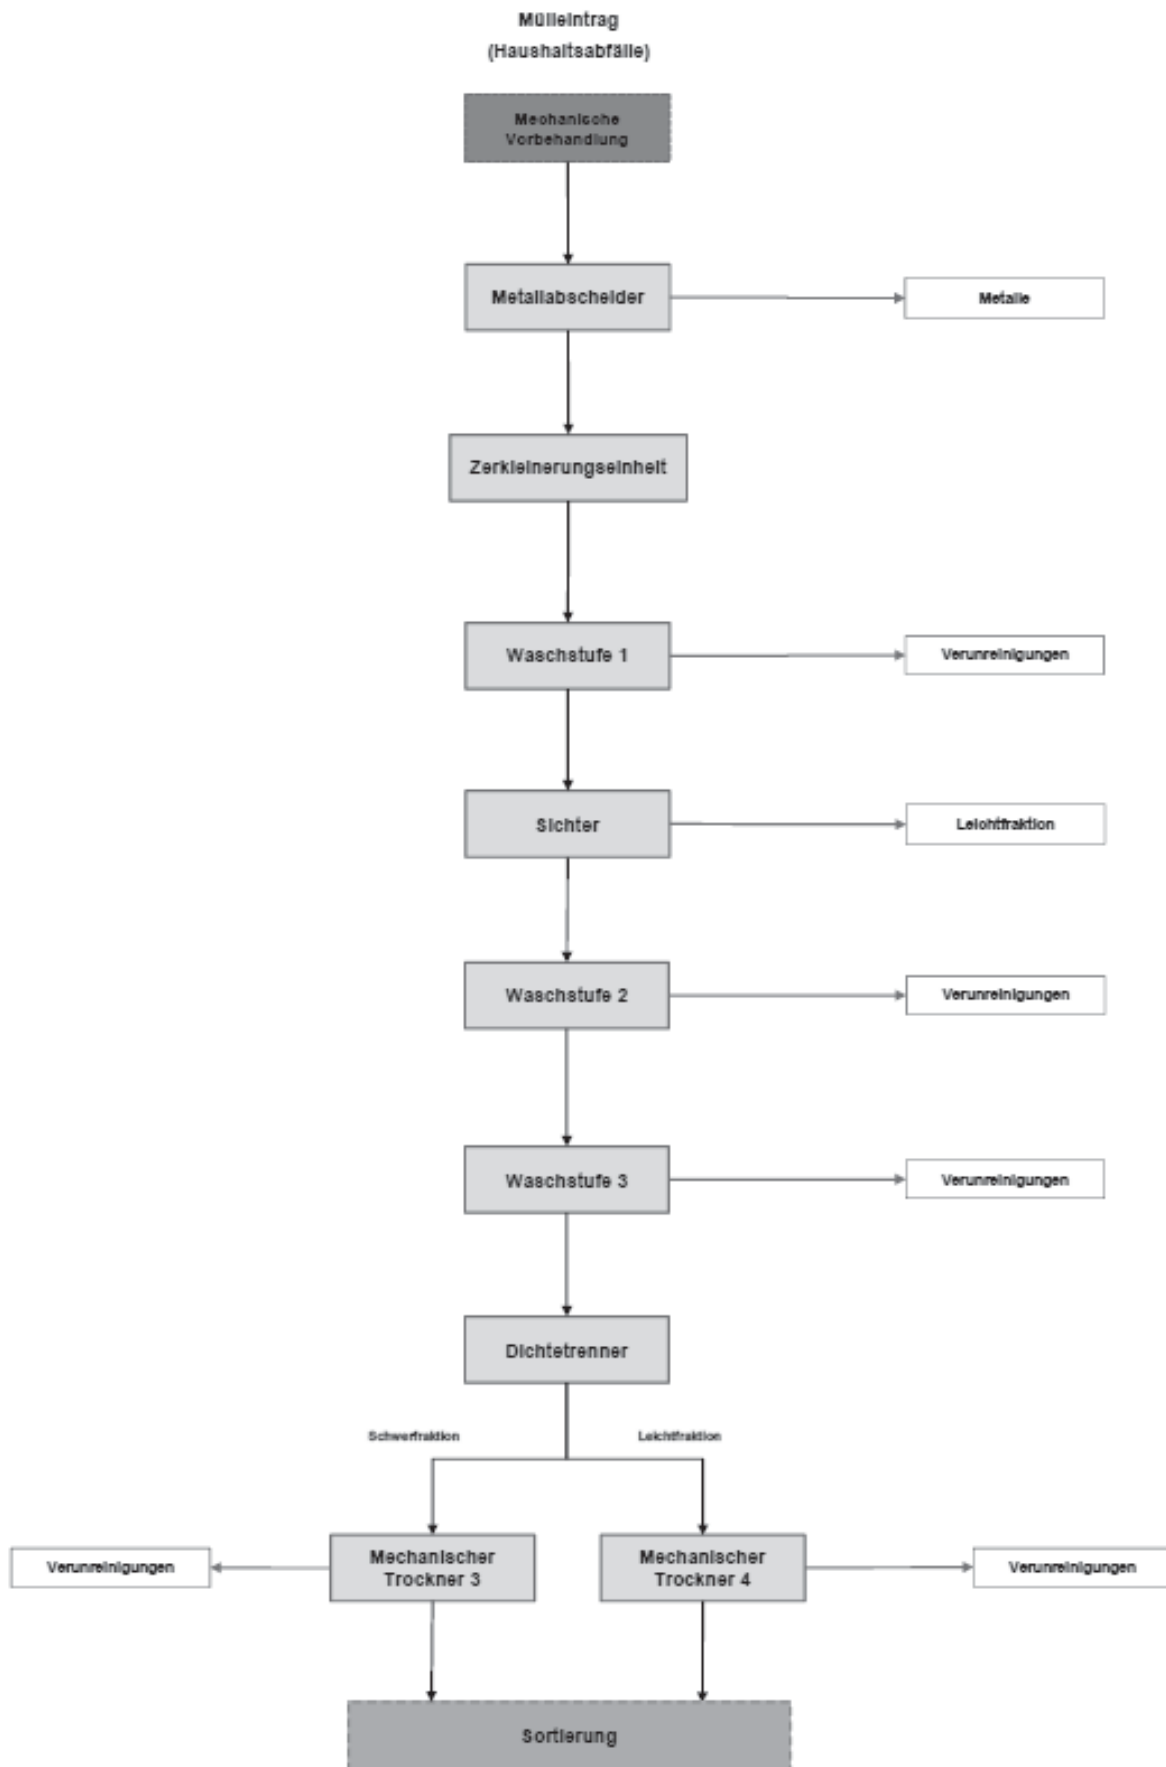 Mülleintrag
(Haushaltsabfälle)
Mechanische
Vorbehandlung
Metallabscheider
Metalle
Zerkleinerungseinheit
Waschstufe 1
Verunreinigungen
Sichter
Leichtfraktion
Waschstufe 2
Verunreinigungen
Waschstufe 3
Verunreinigungen
Dichtetrenner
Schwerfraktion
Leichtfraktion
Verunreinigungen
Mechanischer
Trockner 3
Mechanischer
Trockner 4
Verunreinigungen
Sortierung